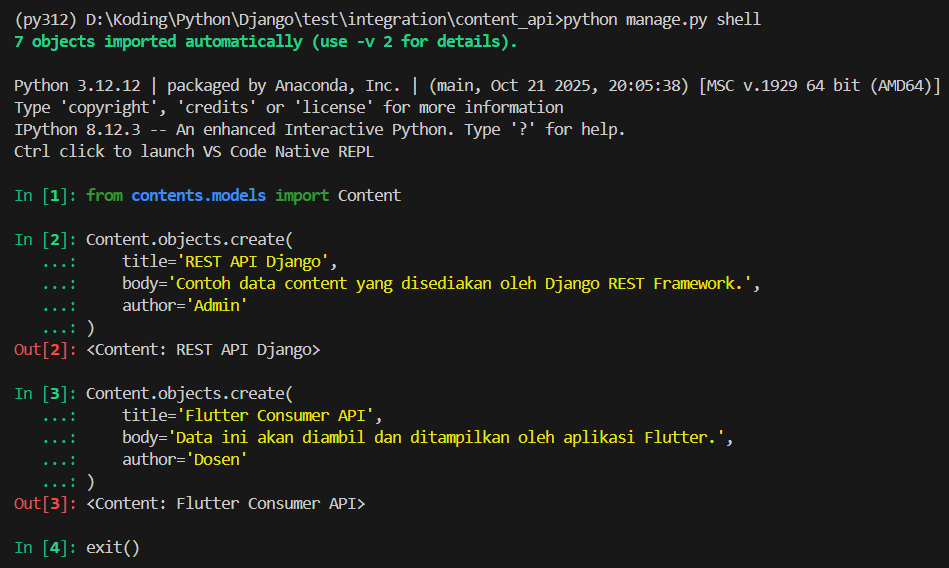 (py312) D:\Koding\Python\Django\test\integration\content_api>python manage.py shell
7 objects imported automatically (use -v 2 for details).
Python 3.12.12 | packaged by Anaconda, Inc. | (main, Oct 21 2025, 20:05:38) [MSC v.1929 64 bit (AMD64)]
Type 'copyright', 'credits' or 'license' for more information
IPython 8.12.3 -- An enhanced Interactive Python. Type '?' for help.
Ctrl click to launch VS Code Native REPL
In [1]: from contents.models import Content
In [2]: Content.objects.create(
   ...:     title='REST API Django',
   ...:     body='Contoh data content yang disediakan oleh Django REST Framework.',
   ...:     author='Admin'
   ...: )
Out[2]: <Content: REST API Django>
In [3]: Content.objects.create(
   ...:     title='Flutter Consumer API',
   ...:     body='Data ini akan diambil dan ditampilkan oleh aplikasi Flutter.',
   ...:     author='Dosen'
   ...: )
Out[3]: <Content: Flutter Consumer API>
In [4]: exit()